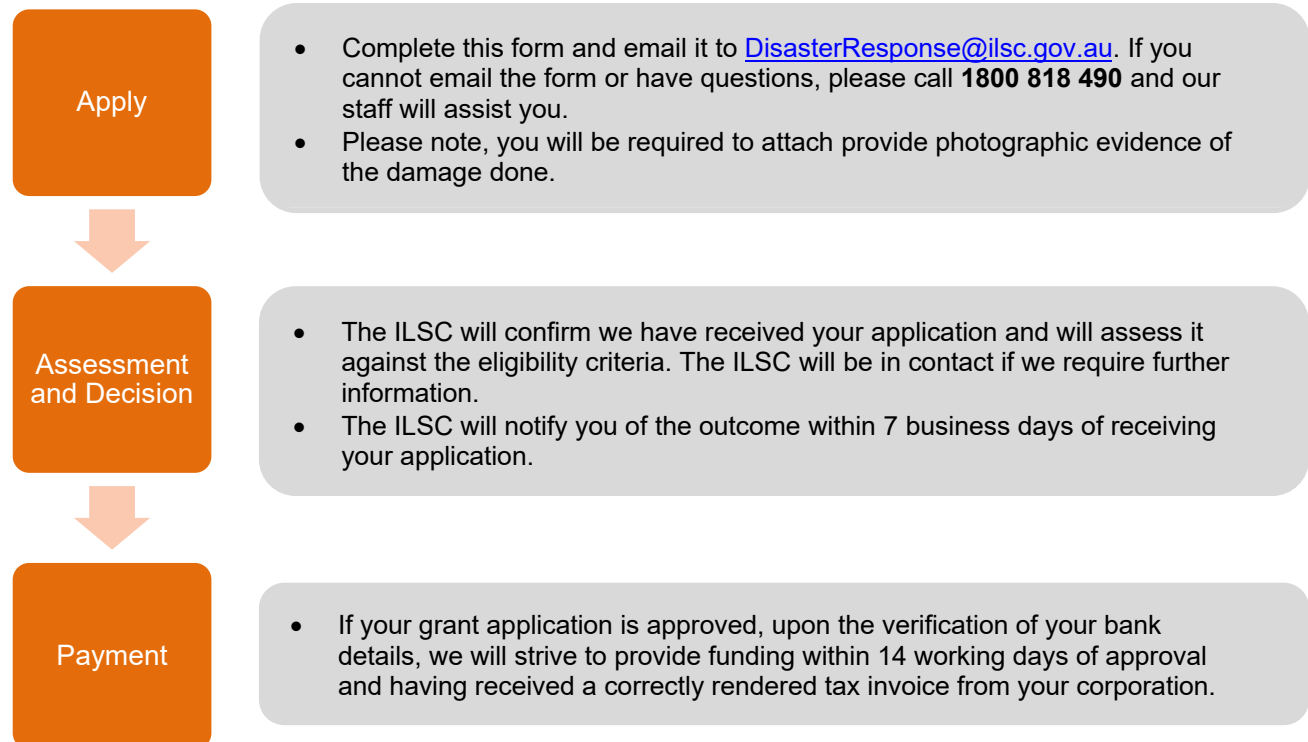 Apply
• Complete this form and email it to DisasterResponse@ilsc.gov.au. If you
cannot email the form or have questions, please call 1800 818 490 and our
staff will assist you.
• Please note, you will be required to attach provide photographic evidence of
the damage done.
Assessment
and Decision
• The ILSC will confirm we have received your application and will assess it
against the eligibility criteria. The ILSC will be in contact if we require further
information.
• The ILSC will notify you of the outcome within 7 business days of receiving
your application.
Payment
• If your grant application is approved, upon the verification of your bank
details, we will strive to provide funding within 14 working days of approval
and having received a correctly rendered tax invoice from your corporation.